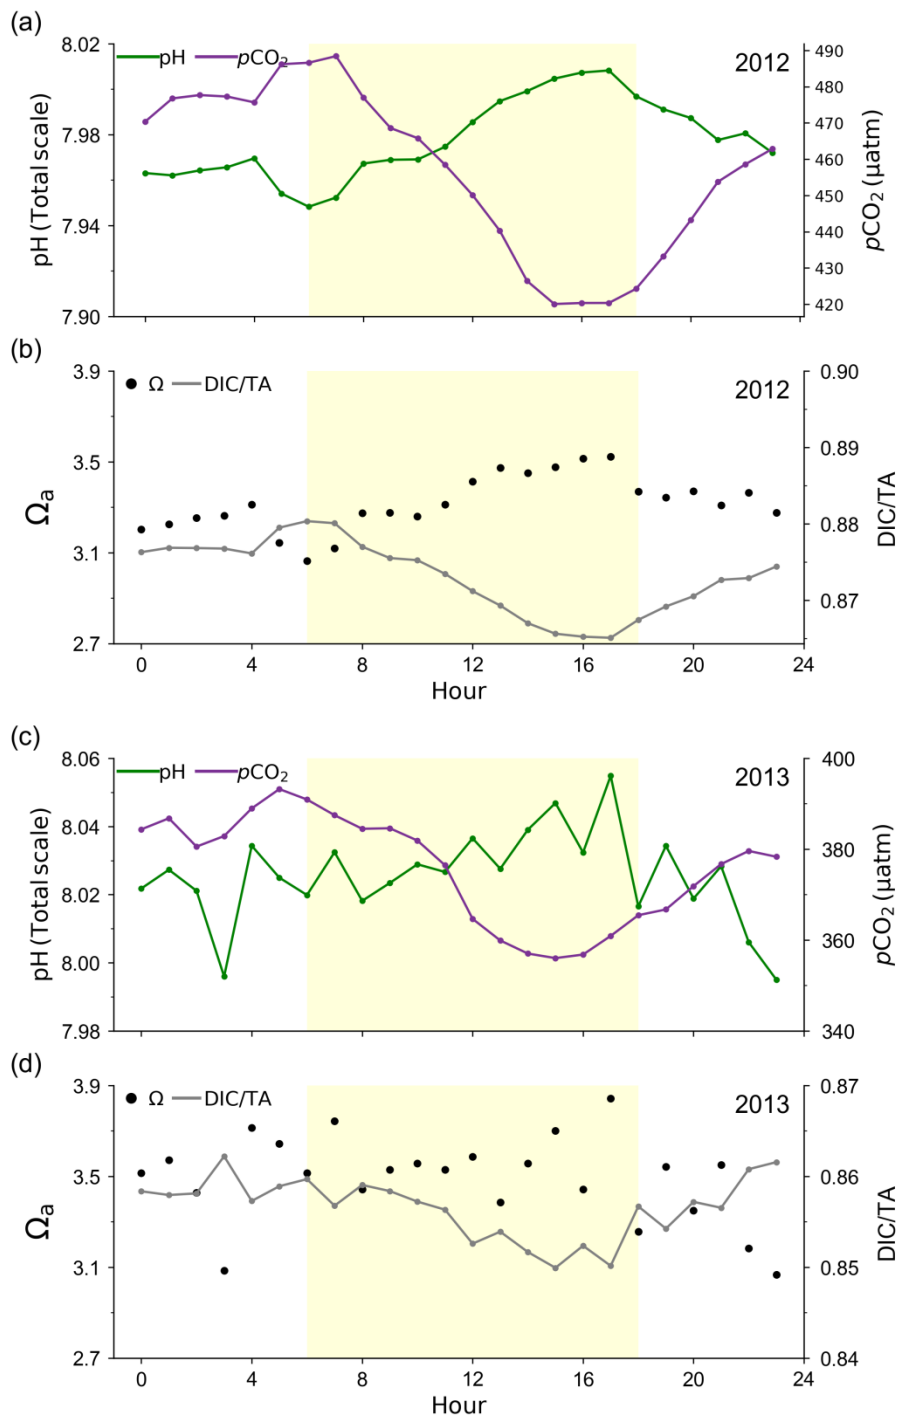 (a)
8.02
7.98
7.94
7.90
pH (Total scale)
pH
pCO₂
2012
490
480
470
460
450
440
430
420
pCO₂ (µatm)
(b)
3.9
3.5
3.1
2.7
Ωa
Ω
DIC/TA
2012
0.90
0.89
0.88
0.87
DIC/TA
0 4 8 12 16 20 24
Hour
(c)
8.06
8.04
8.02
8.00
7.98
pH (Total scale)
pH
pCO₂
2013
400
380
360
340
pCO₂ (µatm)
(d)
3.9
3.5
3.1
2.7
Ωa
Ω
DIC/TA
2013
0.87
0.86
0.85
0.84
DIC/TA
0 4 8 12 16 20 24
Hour